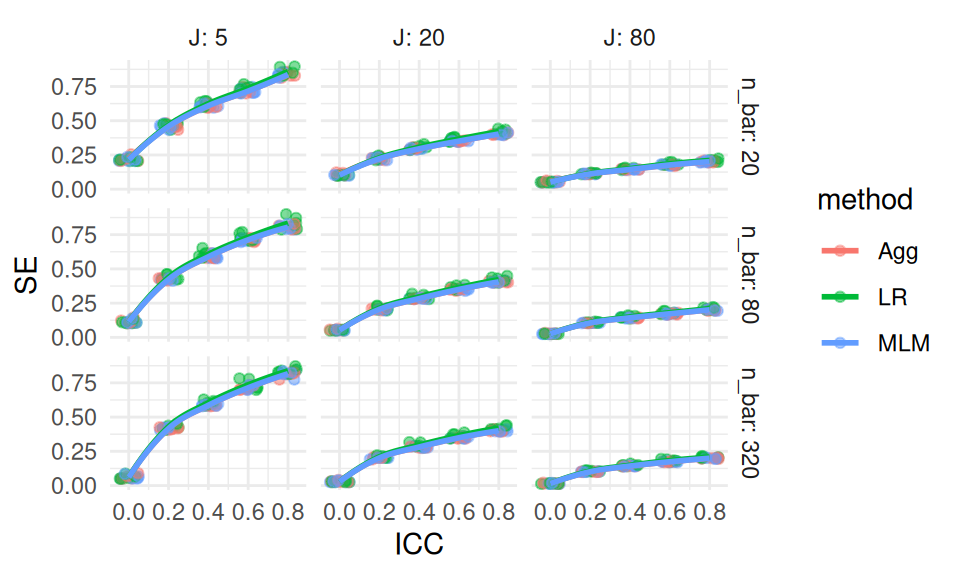 J: 5 J: 20 J: 80
0.75
0.50
0.25
0.00
n_bar: 20
0.75
0.50
0.25
0.00
n_bar: 80
0.75
0.50
0.25
0.00
n_bar: 320
SE
0.0 0.2 0.4 0.6 0.8 0.0 0.2 0.4 0.6 0.8 0.0 0.2 0.4 0.6 0.8
ICC
method
Agg
LR
MLM